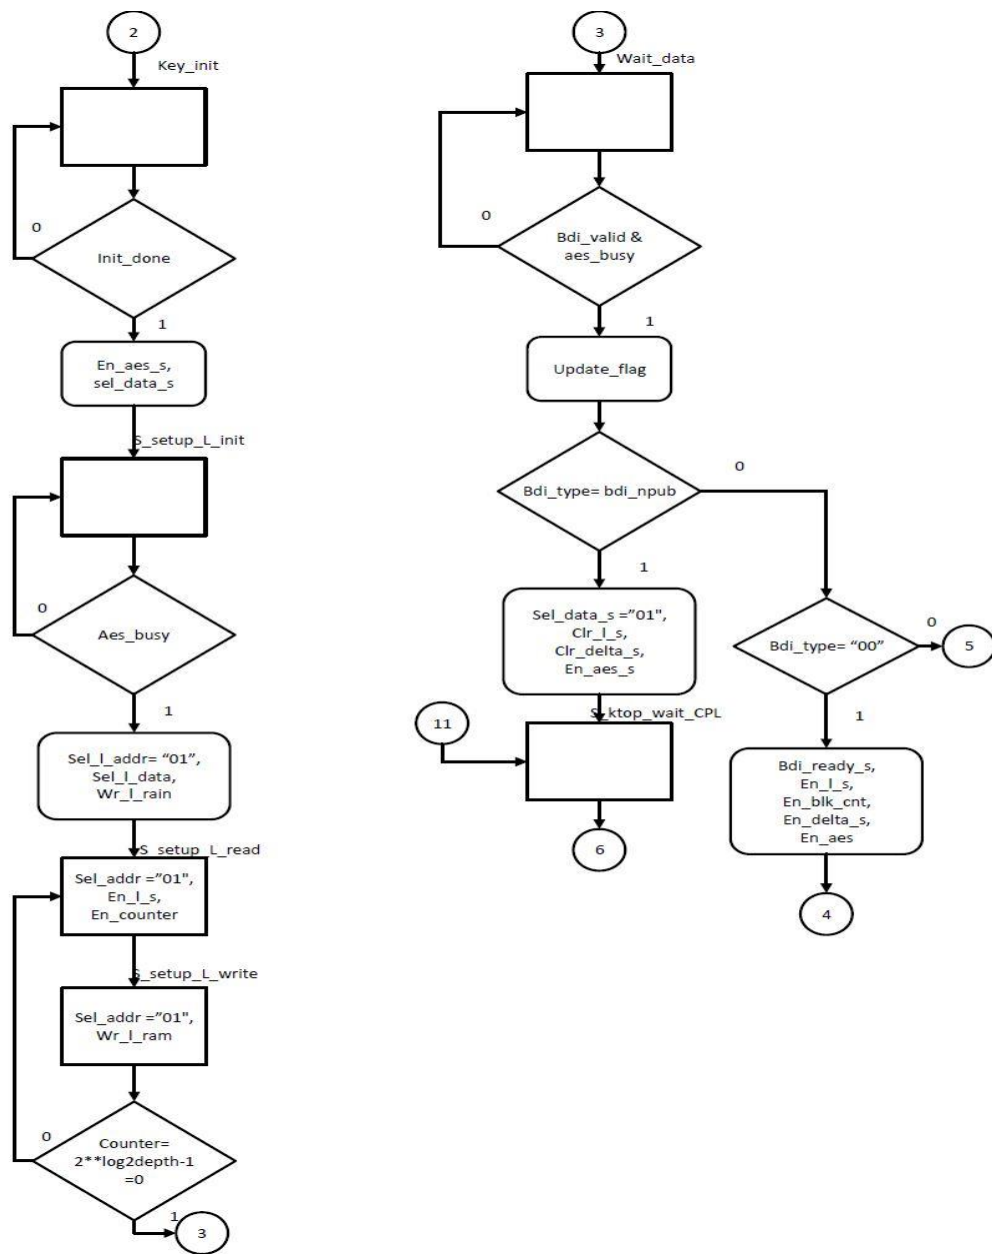 2
Key_init
0
Init_done
1
En_aes_s,
sel_data_s
S_setup_L_init
0
Aes_busy
1
Sel_l_addr= “01”,
Sel_l_data,
Wr_l_rain
S_setup_L_read
Sel_addr =”01",
En_l_s,
En_counter
S_setup_L_write
Sel_addr =”01",
Wr_l_ram
0
Counter=
2**log2depth-1
=0
1
3
3
Wait_data
0
Bdi_valid &
aes_busy
1
Update_flag
Bdi_type= bdi_npub
0
1
Sel_data_s =”01",
Clr_l_s,
Clr_delta_s,
En_aes_s
S_ktop_wait_CPL
11
6
Bdi_type= “00”
0
5
1
Bdi_ready_s,
En_l_s,
En_blk_cnt,
En_delta_s,
En_aes
4